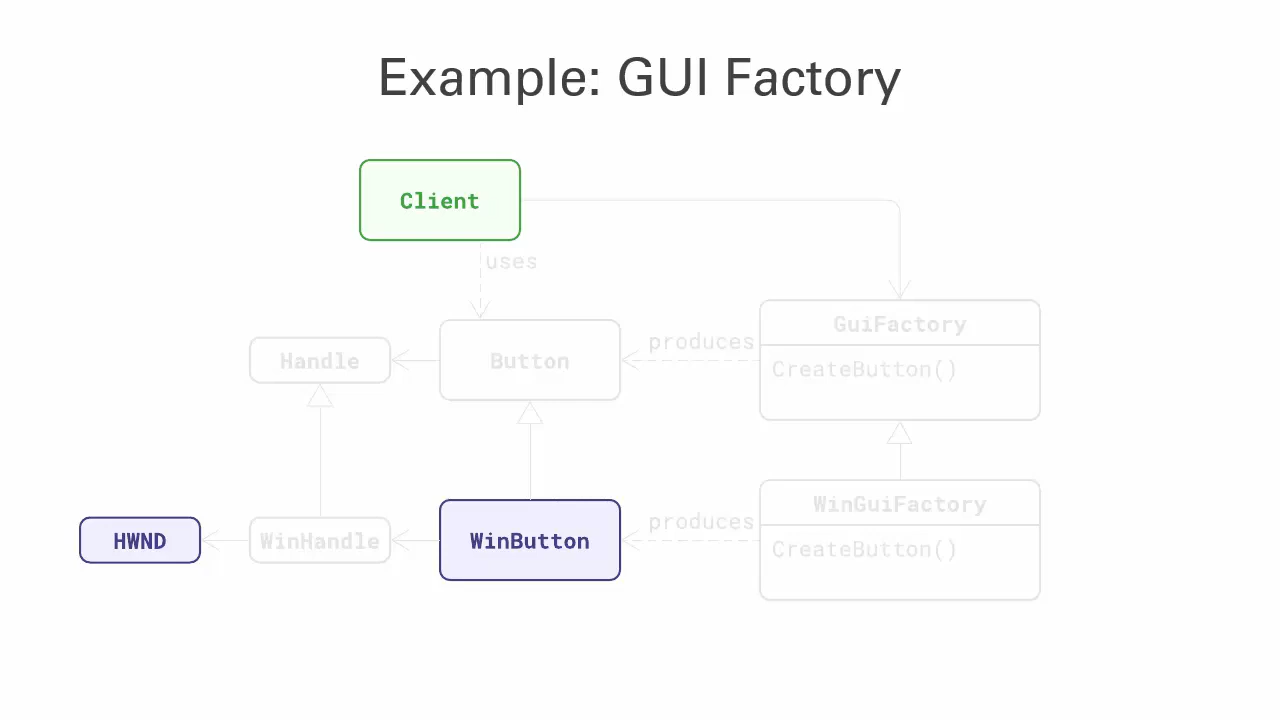 Example: GUI Factory
Client
uses
GuiFactory
produces
Handle
Button
CreateButton()
WinGuiFactory
produces
HWND
WinHandle
WinButton
CreateButton()